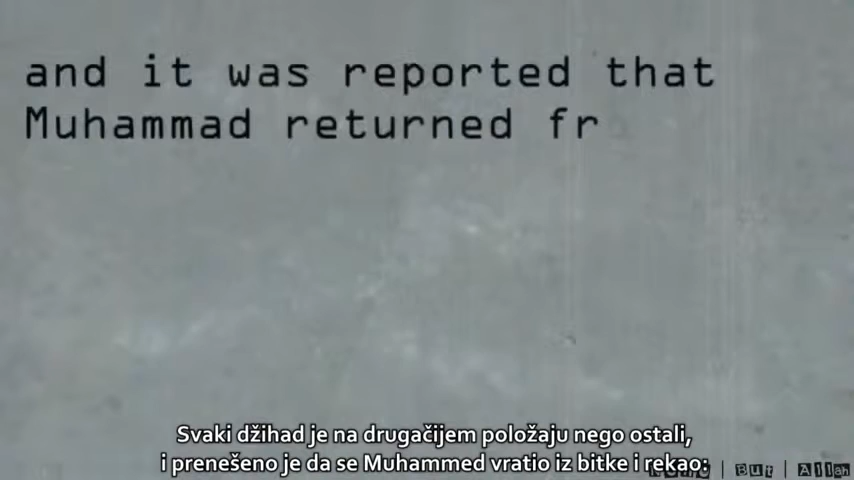 and it was reported that
Muhammad returned fr
Svaki džihad je na drugačijem položaju nego ostali,
i prenešeno je da se Muhammed vratio iz bitke i rekao:
| But | Allah